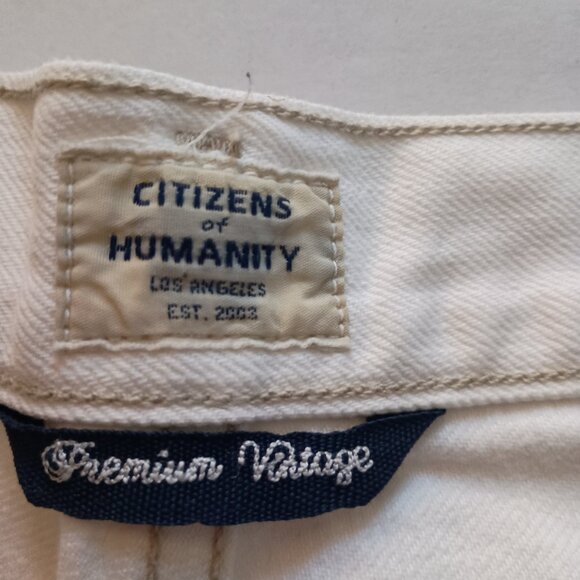 CITIZENS
of
HUMANITY
LOS ANGELES
EST. 2003
Premium Vintage